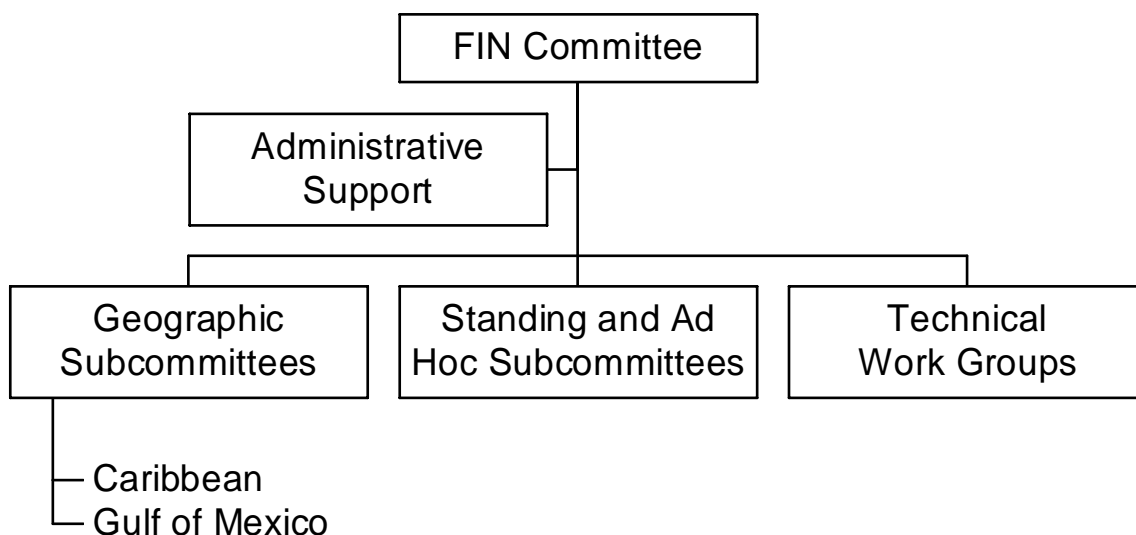 FIN Committee
Administrative
Support
Geographic
Subcommittees
Standing and Ad
Hoc Subcommittees
Technical
Work Groups
Caribbean
Gulf of Mexico